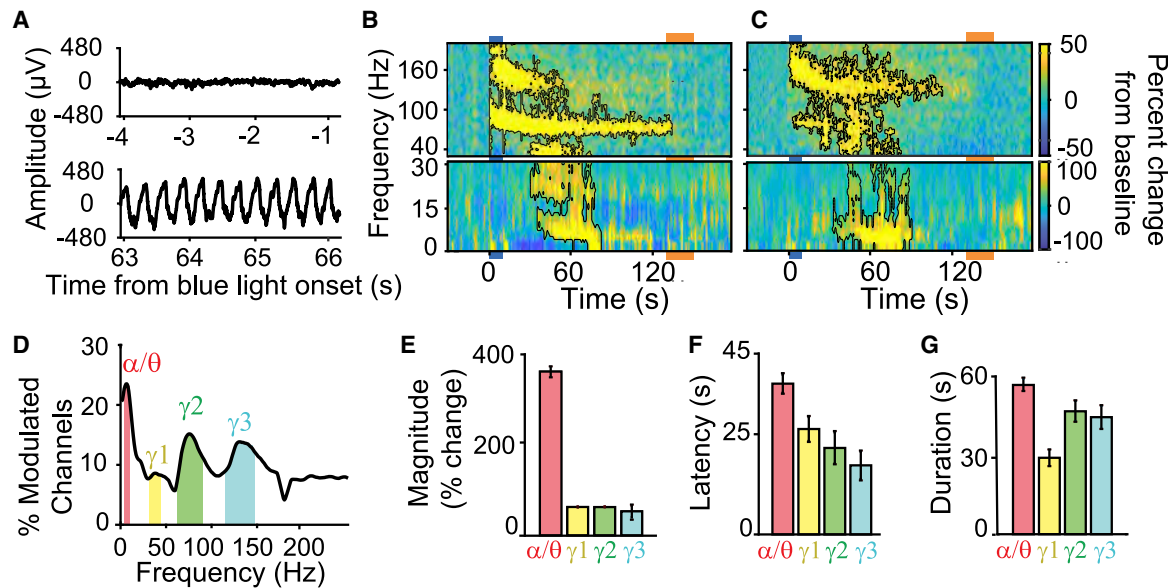 A
480
0
-480
-4 -3 -2 -1
480
0
-480
63 64 65 66
Amplitude (µV)
Time from blue light onset (s)
B
160
100
40
30
15
0
Frequency (Hz)
0 60 120
Time (s)
C
0 60 120
Time (s)
50
0
-50
100
0
-100
Percent change
from baseline
D
30
20
10
0
% Modulated
Channels
α/θ
γ1
γ2
γ3
0 50 100 150 200
Frequency (Hz)
E
400
200
0
Magnitude
(% change)
α/θ γ1 γ2 γ3
F
45
25
0
Latency (s)
α/θ γ1 γ2 γ3
G
60
30
0
Duration (s)
α/θ γ1 γ2 γ3